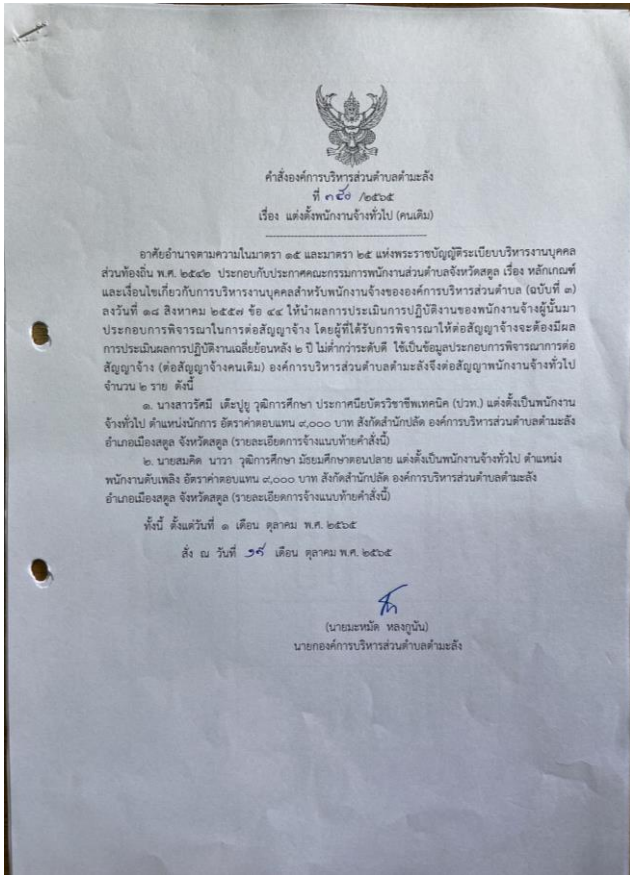 คำสั่งองค์การบริหารส่วนตำบลตำมะลัง
ที่ /๒๕๖๕
เรื่อง แต่งตั้งพนักงานจ้างทั่วไป (คนเดิม)
อาศัยอำนาจตามความในมาตรา ๑๕ และมาตรา ๒๕ แห่งพระราชบัญญัติระเบียบบริหารงานบุคคล
ส่วนท้องถิ่น พ.ศ. ๒๕๔๒ ประกอบกับประกาศคณะกรรมการพนักงานส่วนตำบลจังหวัดสตูล เรื่อง หลักเกณฑ์
และเงื่อนไขเกี่ยวกับการบริหารงานบุคคลสำหรับพนักงานจ้างขององค์การบริหารส่วนตำบล (ฉบับที่ ๓)
ลงวันที่ ๑๘ สิงหาคม ๒๕๕๗ ข้อ ๔๔ ให้นำผลการประเมินการปฏิบัติงานของพนักงานจ้างผู้นั้นมา
ประกอบการพิจารณาในการต่อสัญญาจ้าง โดยผู้ที่ได้รับการพิจารณาให้ต่อสัญญาจ้างจะต้องมีผล
การประเมินผลการปฏิบัติงานเฉลี่ยย้อนหลัง ๒ ปี ไม่ต่ำกว่าระดับดี ใช้เป็นข้อมูลประกอบการพิจารณาการต่อ
สัญญาจ้าง (ต่อสัญญาจ้างคนเดิม) องค์การบริหารส่วนตำบลตำมะลังจึงต่อสัญญาพนักงานจ้างทั่วไป
จำนวน ๒ ราย ดังนี้
๑. นางสาวรัศมี เต๊ะปูยู วุฒิการศึกษา ประกาศนียบัตรวิชาชีพเทคนิค (ปวท.) แต่งตั้งเป็นพนักงาน
จ้างทั่วไป ตำแหน่งนักการ อัตราค่าตอบแทน ๙,๐๐๐ บาท สังกัดสำนักปลัด องค์การบริหารส่วนตำบลตำมะลัง
อำเภอเมืองสตูล จังหวัดสตูล (รายละเอียดการจ้างแนบท้ายคำสั่งนี้)
๒. นายสมคิด นาวา วุฒิการศึกษา มัธยมศึกษาตอนปลาย แต่งตั้งเป็นพนักงานจ้างทั่วไป ตำแหน่ง
พนักงานดับเพลิง อัตราค่าตอบแทน ๙,๐๐๐ บาท สังกัดสำนักปลัด องค์การบริหารส่วนตำบลตำมะลัง
อำเภอเมืองสตูล จังหวัดสตูล (รายละเอียดการจ้างแนบท้ายคำสั่งนี้)
ทั้งนี้ ตั้งแต่วันที่ ๑ เดือน ตุลาคม พ.ศ. ๒๕๖๕
สั่ง ณ วันที่ เดือน ตุลาคม พ.ศ. ๒๕๖๕
(นายมะหมัด หลงกูนัน)
นายกองค์การบริหารส่วนตำบลตำมะลัง